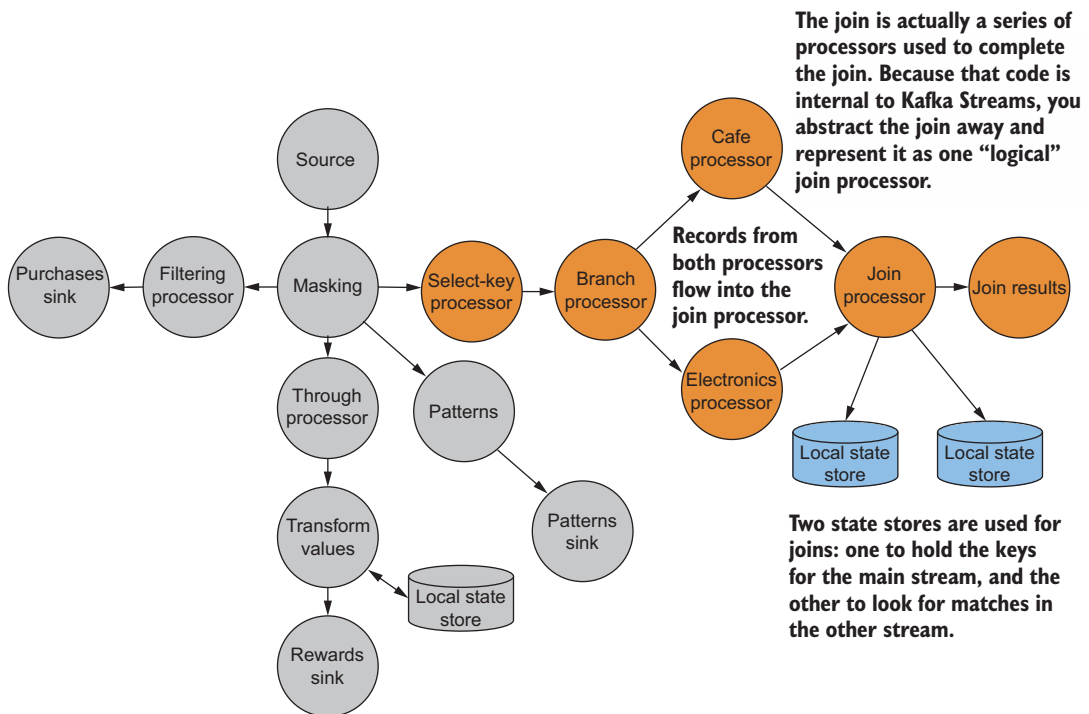 The join is actually a series of
processors used to complete
the join. Because that code is
internal to Kafka Streams, you
abstract the join away and
represent it as one “logical”
join processor.
Source
Cafe
processor
Purchases
sink
Filtering
processor
Masking
Select-key
processor
Branch
processor
Records from
both processors
flow into the
join processor.
Join
processor
Join results
Through
processor
Patterns
Electronics
processor
Local state
store
Local state
store
Transform
values
Patterns
sink
Two state stores are used for
joins: one to hold the keys
for the main stream, and the
other to look for matches in
the other stream.
Local state
store
Rewards
sink